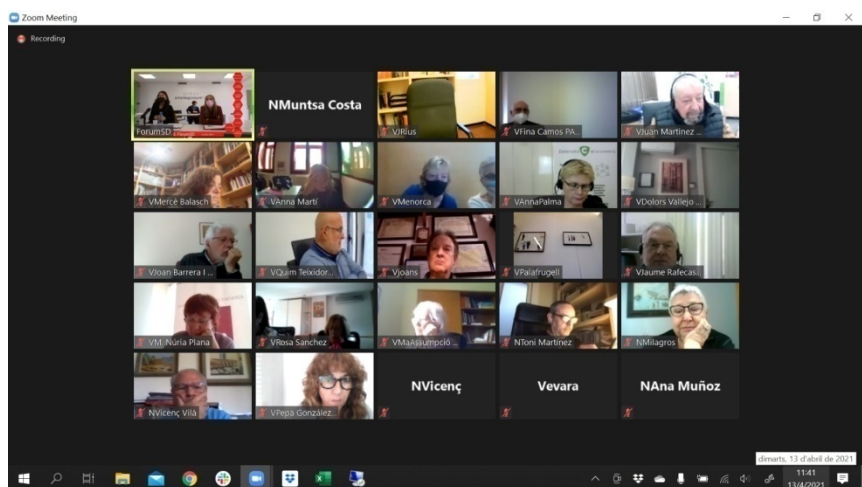 Zoom Meeting
Recording
ForumSD
NMuntsa Costa
VJRius
VFina Camos PA...
VJuan Martinez ...
VMercè Balasch
VAnna Martí
VMenorca
VAnnaPalma
VDolors Vallejo ...
VJoan Barrera I ...
VQuim Teixidor...
Vjoans
VPalafrugell
VJaume Rafecas...
VM. Núria Plana
VRosa Sanchez
VMaAssumpció ...
NToni Martínez
NMilagros
NVicenç Vilà
VPepa González...
NVicenç
Vevara
NAna Muñoz
dimarts, 13 d'abril de 2021
11:41
13/4/2021